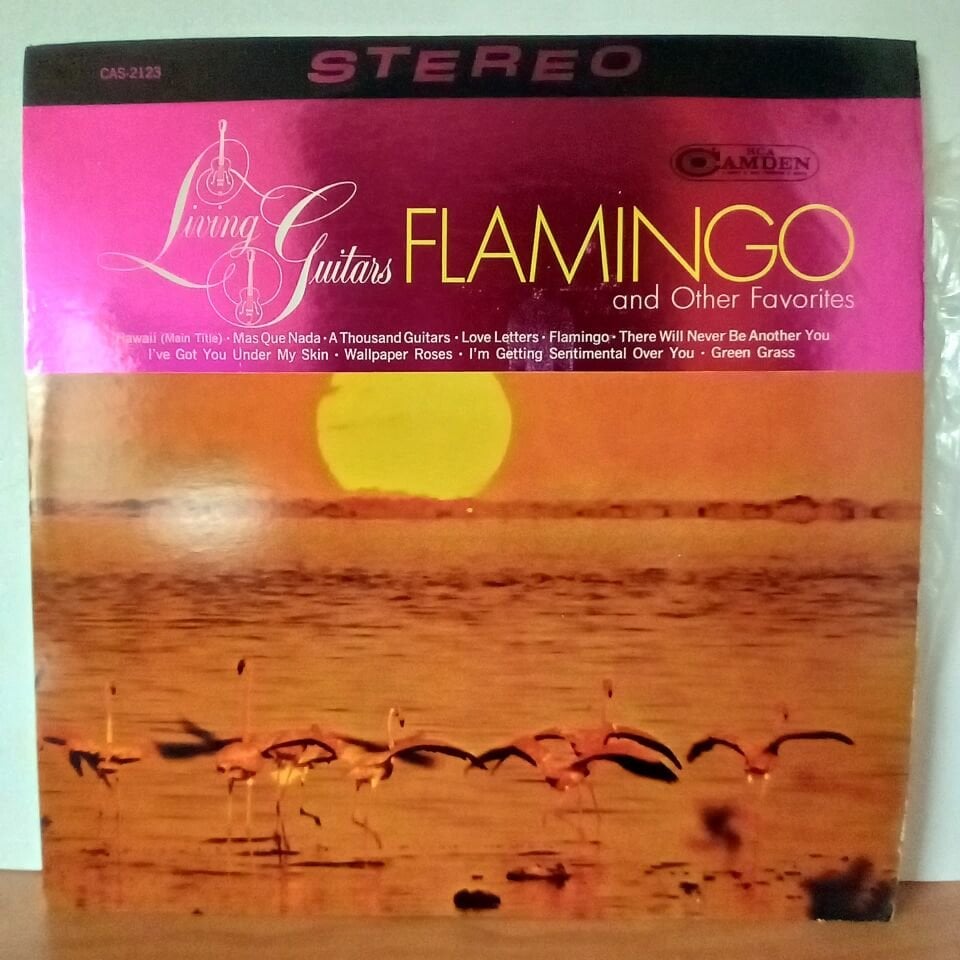 STEREO
CAS-2123
RCA
CAMDEN
Living Guitars
FLAMINGO
and Other Favorites
Hawaii (Main Title) • Mas Que Nada • A Thousand Guitars • Love Letters • Flamingo • There Will Never Be Another You
I've Got You Under My Skin • Wallpaper Roses • I'm Getting Sentimental Over You • Green Grass